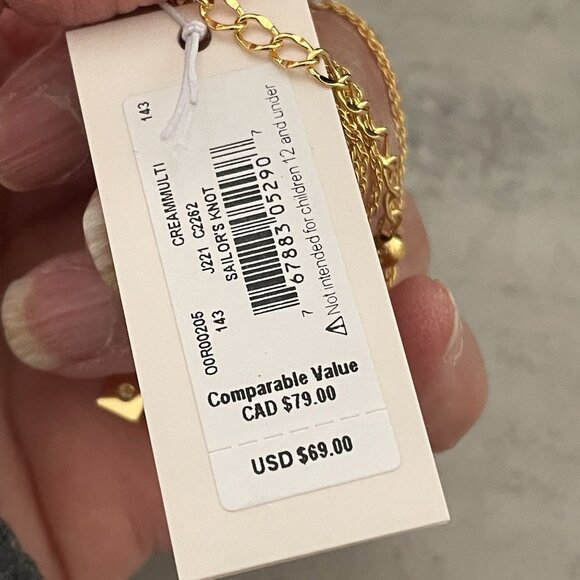 143
CREAMMULTI
J221 C2262
SAILOR'S KNOT
00R00205
143
7 67883 05290 7
⚠Not intended for children 12 and under
Comparable Value
CAD $79.00
USD $69.00